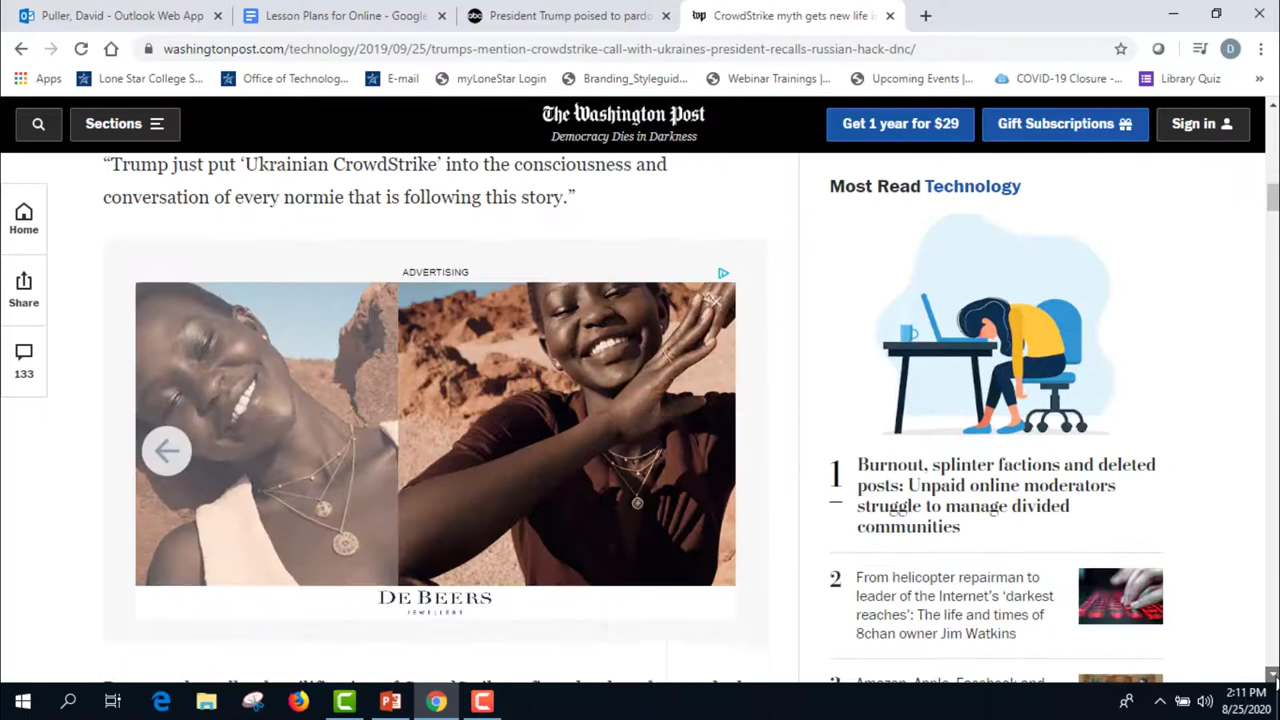 Puller, David - Outlook Web App
Lesson Plans for Online - Google
President Trump poised to pardo
CrowdStrike myth gets new life i
washingtonpost.com/technology/2019/09/25/trumps-mention-crowdstrike-call-with-ukraines-president-recalls-russian-hack-dnc/
D
Apps
Lone Star College S...
Office of Technolog...
E-mail
myLoneStar Login
Branding_Styleguid...
Webinar Trainings |...
Upcoming Events |...
COVID-19 Closure -...
Library Quiz
»
Sections
The Washington Post
Democracy Dies in Darkness
Get 1 year for $29
Gift Subscriptions
Sign in
Home
Share
133
“Trump just put ‘Ukrainian CrowdStrike’ into the consciousness and
conversation of every normie that is following this story.”
ADVERTISING
DE BEERS
JEWELLERS
Most Read Technology
1
Burnout, splinter factions and deleted
posts: Unpaid online moderators
struggle to manage divided
communities
2
From helicopter repairman to
leader of the Internet’s ‘darkest
reaches’: The life and times of
8chan owner Jim Watkins
Amazon, Apple, Facebook and
2:11 PM
8/25/2020